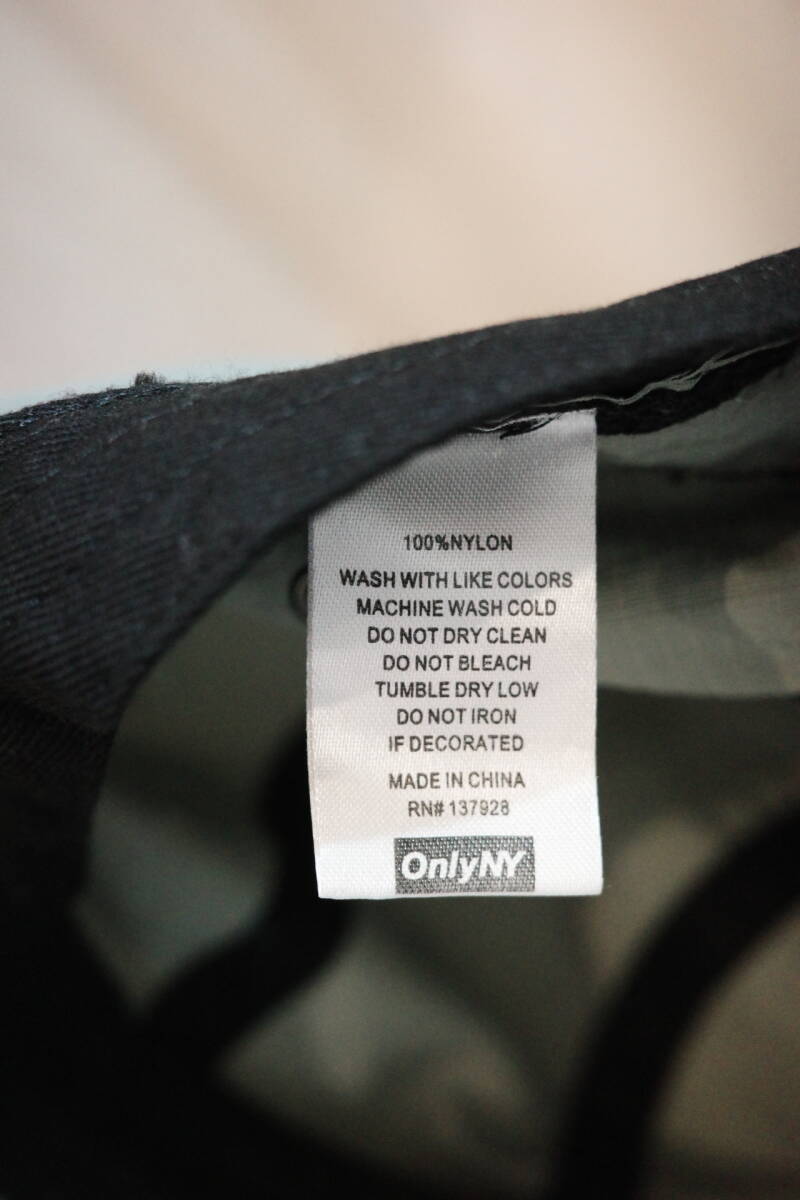 100%NYLON
WASH WITH LIKE COLORS
MACHINE WASH COLD
DO NOT DRY CLEAN
DO NOT BLEACH
TUMBLE DRY LOW
DO NOT IRON
IF DECORATED
MADE IN CHINA
RN# 137928
OnlyNY